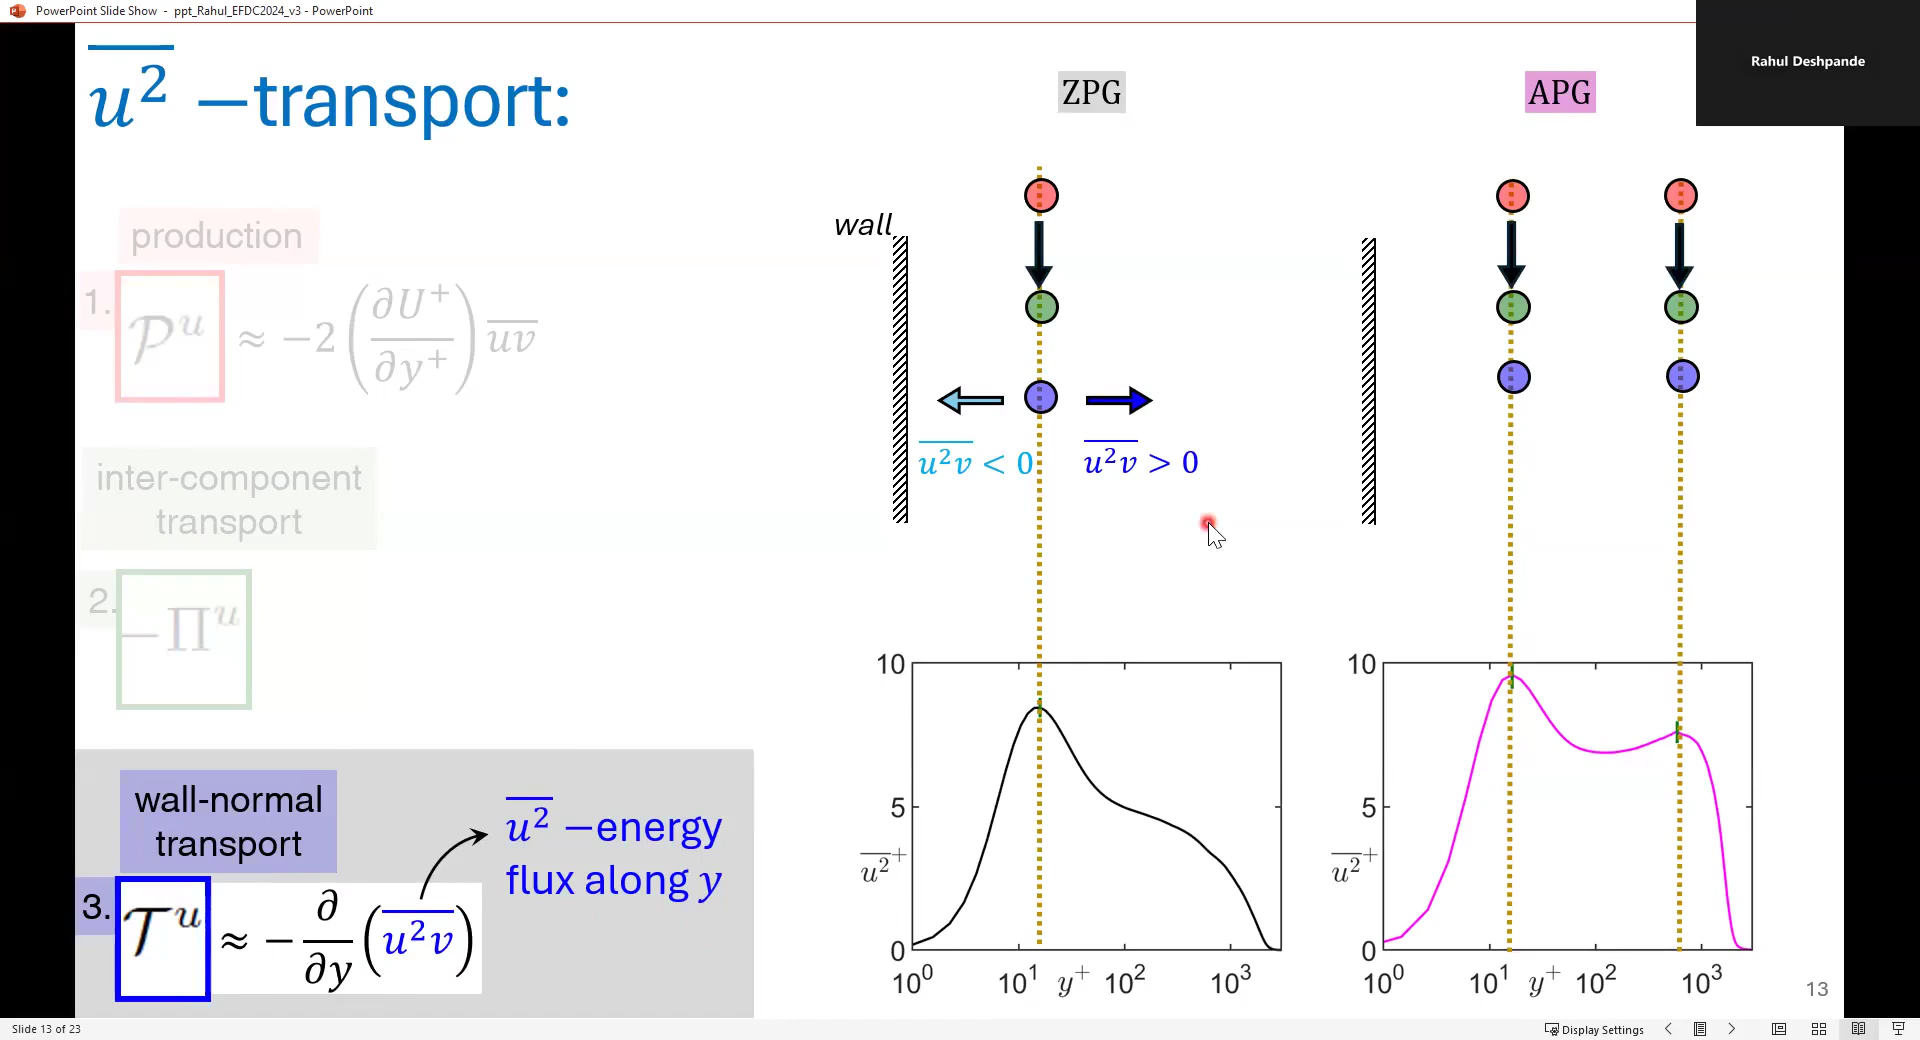 PowerPoint Slide Show - ppt_Rahul_EFDC2024_v3 - PowerPoint
Rahul Deshpande
u² –transport:
ZPG
APG
wall
production
1. 𝒫ᵘ ≈ −2 (∂U⁺/∂y⁺) uv
inter-component
transport
2. −Πᵘ
wall-normal
transport
3. 𝒯ᵘ ≈ − ∂/∂y (u²v)
u² –energy
flux along y
u²v < 0
u²v > 0
10
5
0
u²⁺
10⁰ 10¹ y⁺ 10² 10³
10
5
0
u²⁺
10⁰ 10¹ y⁺ 10² 10³
13
Slide 13 of 23
Display Settings